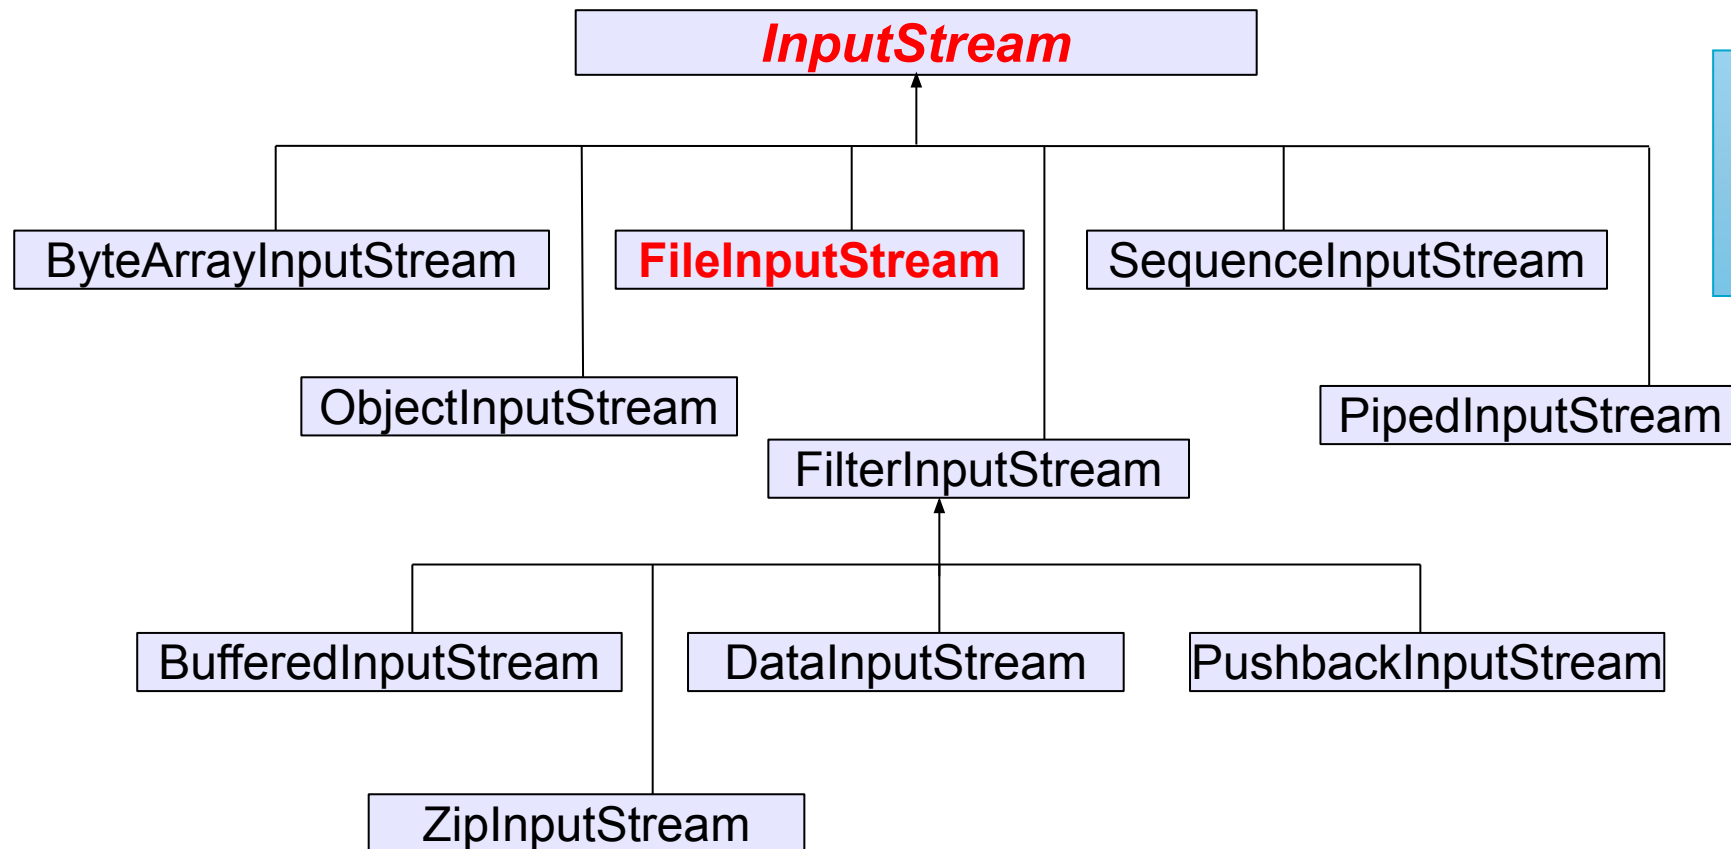 InputStream
ByteArrayInputStream
FileInputStream
SequenceInputStream
ObjectInputStream
PipedInputStream
FilterInputStream
BufferedInputStream
DataInputStream
PushbackInputStream
ZipInputStream